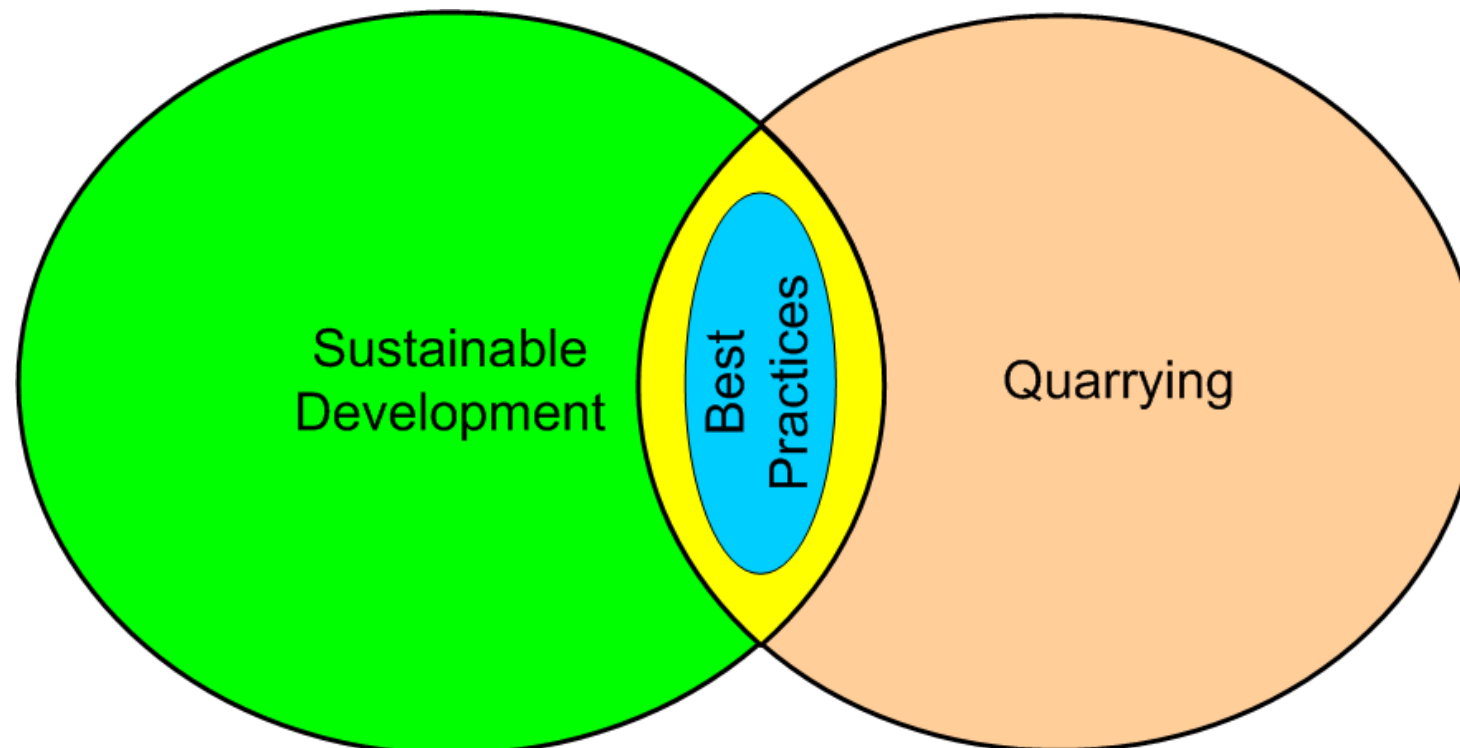 Sustainable
Development
Best
Practices
Quarrying